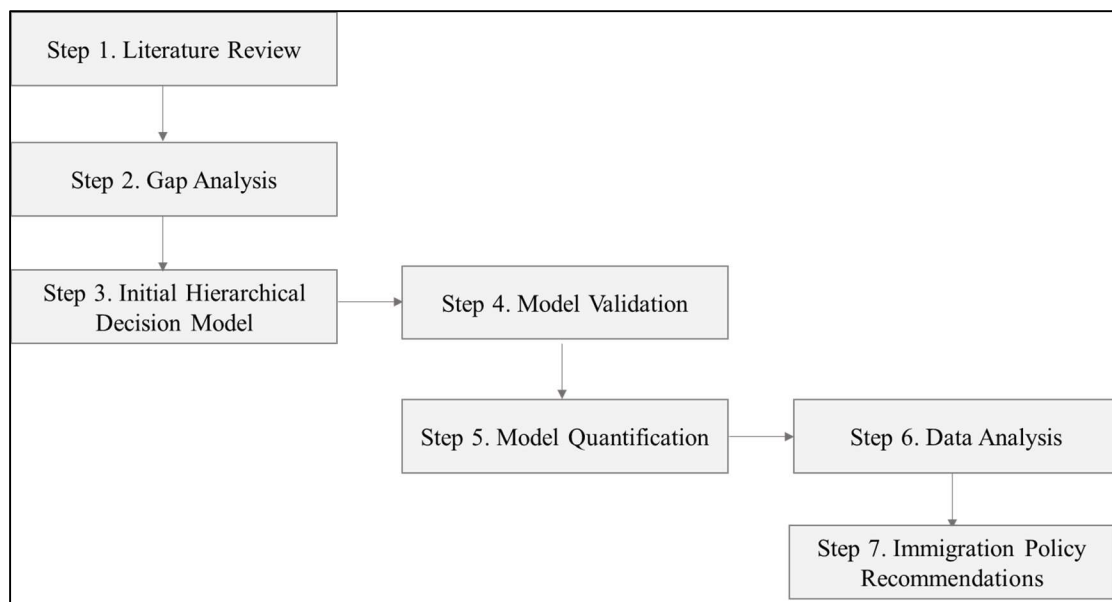 Step 1. Literature Review
Step 2. Gap Analysis
Step 3. Initial Hierarchical
Decision Model
Step 4. Model Validation
Step 5. Model Quantification
Step 6. Data Analysis
Step 7. Immigration Policy
Recommendations